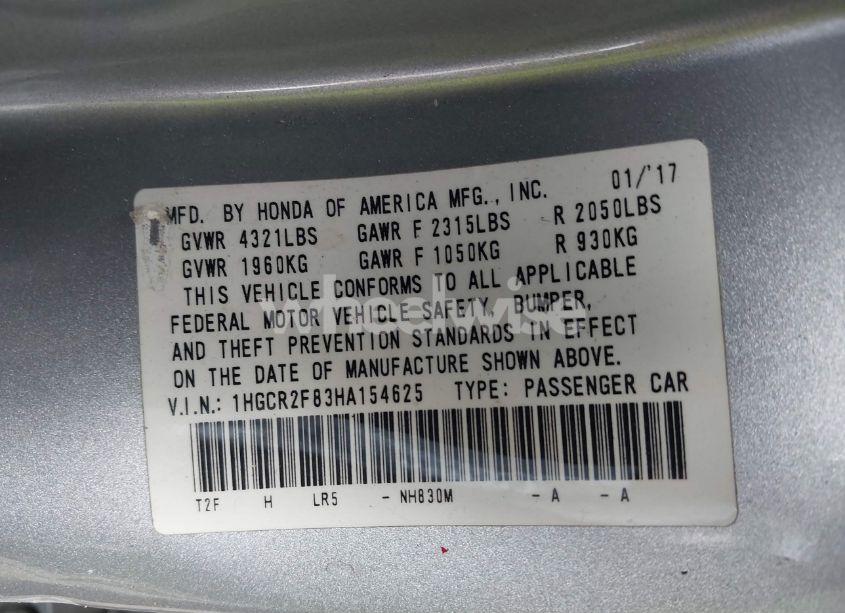 MFD. BY HONDA OF AMERICA MFG., INC. 01/'17
GVWR 4321LBS GAWR F 2315LBS R 2050LBS
GVWR 1960KG GAWR F 1050KG R 930KG
THIS VEHICLE CONFORMS TO ALL APPLICABLE
FEDERAL MOTOR VEHICLE SAFETY, BUMPER,
AND THEFT PREVENTION STANDARDS IN EFFECT
ON THE DATE OF MANUFACTURE SHOWN ABOVE.
V.I.N.: 1HGCR2F83HA154625 TYPE: PASSENGER CAR
T2F H LR5 - NH830M - A - A
wheelwise